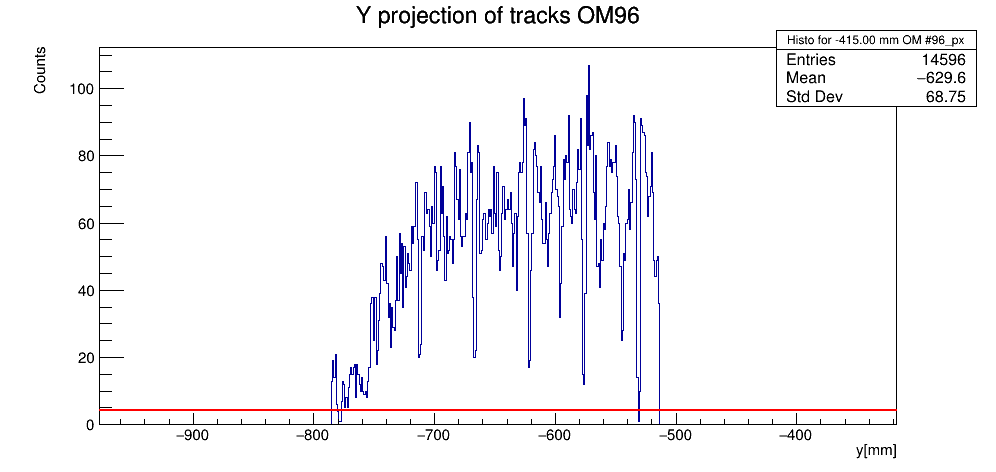 Y projection of tracks OM96
Histo for -415.00 mm OM #96_px
Entries 14596
Mean −629.6
Std Dev 68.75
Counts
100
80
60
40
20
0
−900 −800 −700 −600 −500 −400
y[mm]